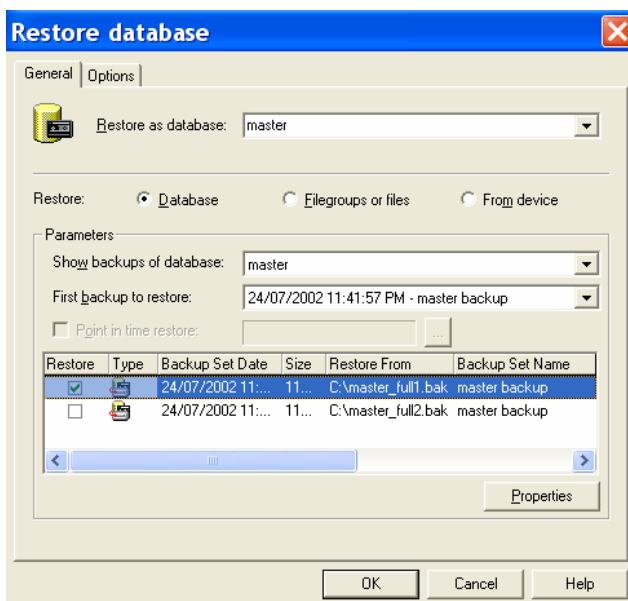 Restore database
General Options
Restore as database: master
Restore: Database Filegroups or files From device
Parameters
Show backups of database: master
First backup to restore: 24/07/2002 11:41:57 PM - master backup
Point in time restore: ...
Restore Type Backup Set Date Size Restore From Backup Set Name
24/07/2002 11:... 11... C:\master_full1.bak master backup
24/07/2002 11:... 11... C:\master_full2.bak master backup
Properties
OK Cancel Help